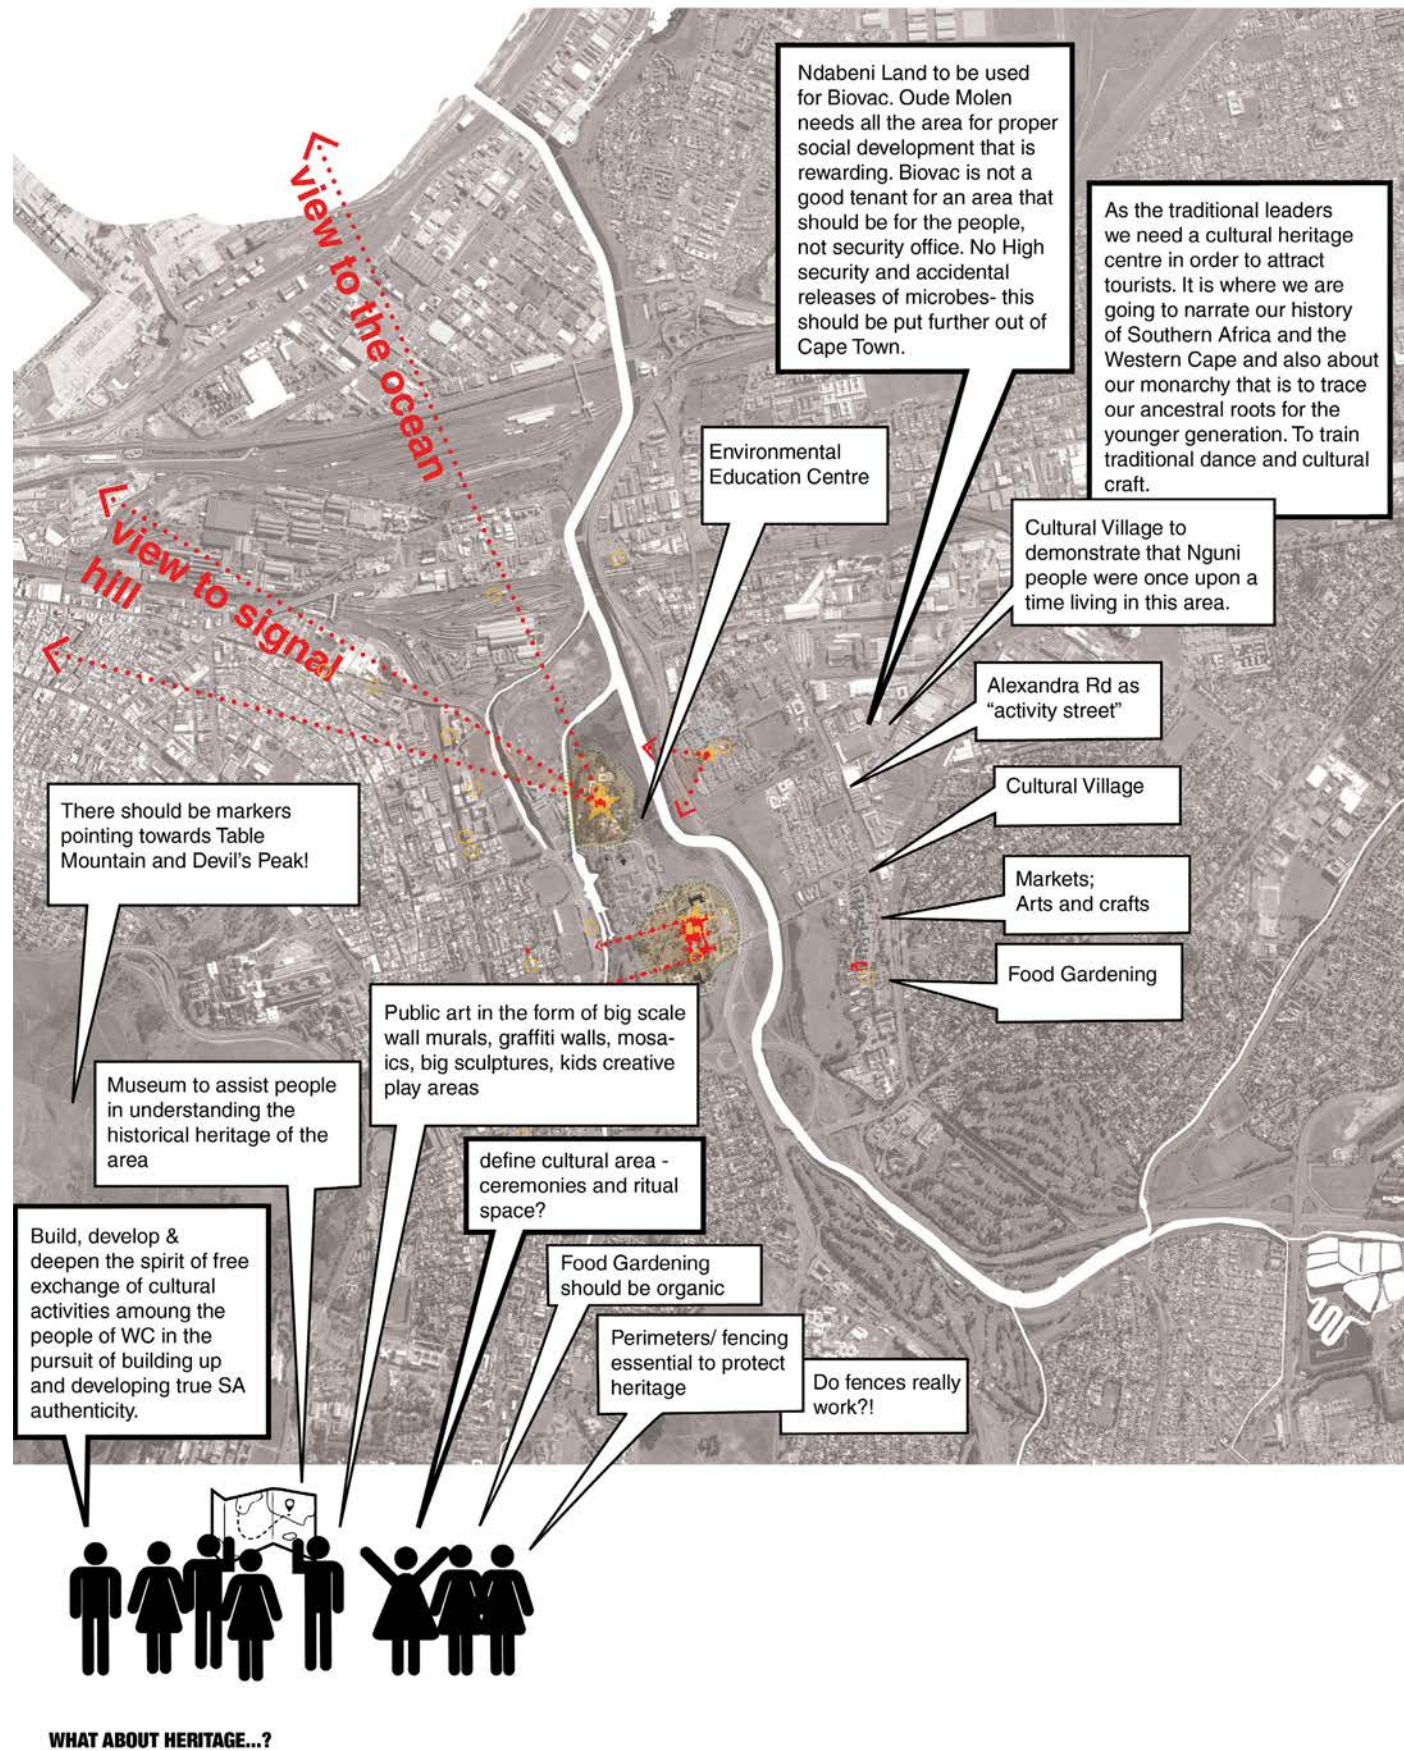 Ndabeni Land to be used
for Biovac. Oude Molen
needs all the area for proper
social development that is
rewarding. Biovac is not a
good tenant for an area that
should be for the people,
not security office. No High
security and accidental
releases of microbes- this
should be put further out of
Cape Town.
As the traditional leaders
we need a cultural heritage
centre in order to attract
tourists. It is where we are
going to narrate our history
of Southern Africa and the
Western Cape and also about
our monarchy that is to trace
our ancestral roots for the
younger generation. To train
traditional dance and cultural
craft.
view to the ocean
Environmental
Education Centre
view to signal
hill
Cultural Village to
demonstrate that Nguni
people were once upon a
time living in this area.
Alexandra Rd as
“activity street”
Cultural Village
There should be markers
pointing towards Table
Mountain and Devil’s Peak!
Markets;
Arts and crafts
Food Gardening
Public art in the form of big scale
wall murals, graffiti walls, mosa-
ics, big sculptures, kids creative
play areas
Museum to assist people
in understanding the
historical heritage of the
area
define cultural area -
ceremonies and ritual
space?
Build, develop &
deepen the spirit of free
exchange of cultural
activities amoung the
people of WC in the
pursuit of building up
and developing true SA
authenticity.
Food Gardening
should be organic
Perimeters/ fencing
essential to protect
heritage
Do fences really
work?!
WHAT ABOUT HERITAGE...?